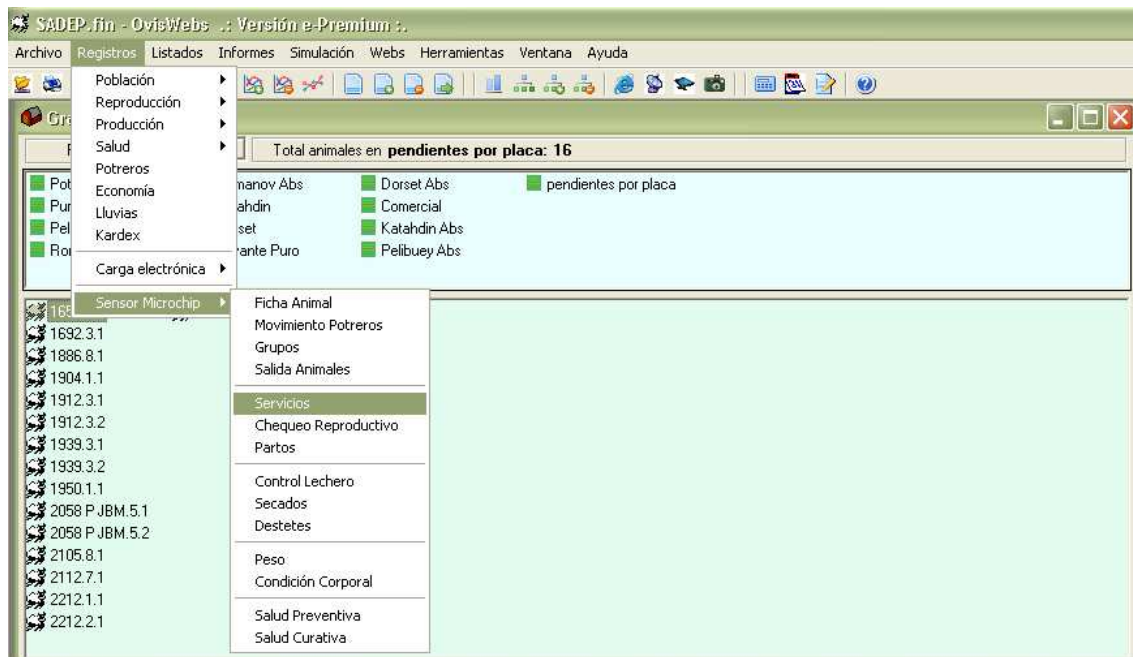 SADEP.fin - OvisWebs .: Versión e-Premium :.
Archivo Registros Listados Informes Simulación Webs Herramientas Ventana Ayuda
Población
Reproducción
Producción
Salud
Potreros
Economía
Lluvias
Kardex
Carga electrónica
Sensor Microchip
Total animales en pendientes por placa: 16
Dorset Abs
pendientes por placa
Comercial
Katahdin Abs
Puro
Pelibuey Abs
Ficha Animal
Movimiento Potreros
Grupos
Salida Animales
Servicios
Chequeo Reproductivo
Partos
Control Lechero
Secados
Destetes
Peso
Condición Corporal
Salud Preventiva
Salud Curativa
1692.3.1
1886.8.1
1904.1.1
1912.3.1
1912.3.2
1939.3.1
1939.3.2
1950.1.1
2058 P JBM.5.1
2058 P JBM.5.2
2105.8.1
2112.7.1
2212.1.1
2212.2.1